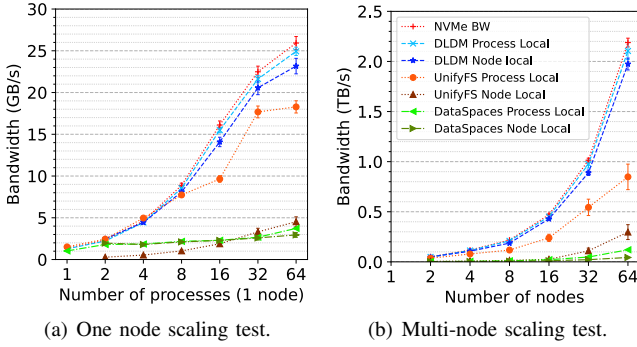 Bandwidth (GB/s)
30
25
20
15
10
5
0
1 2 4 8 16 32 64
Number of processes (1 node)
(a) One node scaling test.
Bandwidth (TB/s)
2.5
2.0
1.5
1.0
0.5
0.0
NVMe BW
DLDM Process Local
DLDM Node local
UnifyFS Process Local
UnifyFS Node Local
DataSpaces Process Local
DataSpaces Node Local
1 2 4 8 16 32 64
Number of nodes
(b) Multi-node scaling test.